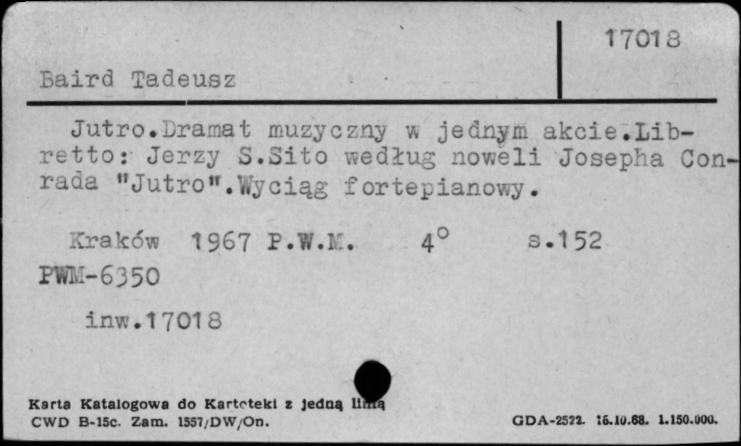 17018
Baird Tadeusz
Jutro.Dramat muzyczny w jednym akcie.Lib-
retto: Jerzy S.Sito według noweli Josepha Con-
rada "Jutro".Wyciąg fortepianowy.
Kraków 1967 P.W.M. 4° s.152
PWM-6350
inw.17018
Karta Katalogowa do Kartoteki z jedną linią
CWD B-15c. Zam. 1557/DW/On. GDA-2522. 16.10.68. 1.150.000.